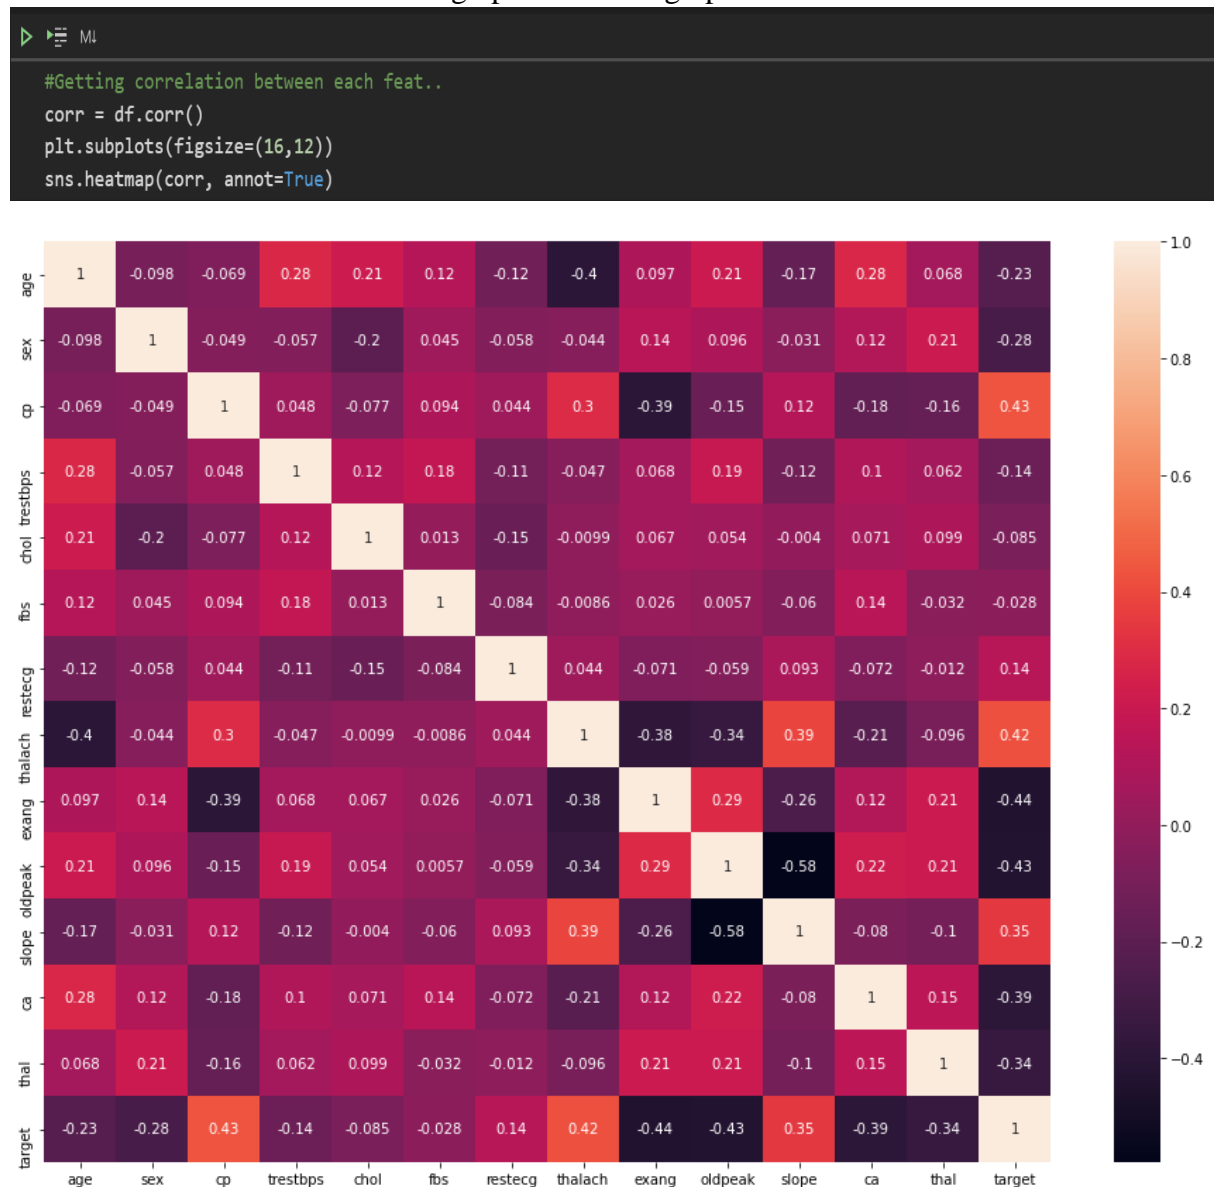 M↓
#Getting correlation between each feat..
corr = df.corr()
plt.subplots(figsize=(16,12))
sns.heatmap(corr, annot=True)
age 1 -0.098 -0.069 0.28 0.21 0.12 -0.12 -0.4 0.097 0.21 -0.17 0.28 0.068 -0.23
sex -0.098 1 -0.049 -0.057 -0.2 0.045 -0.058 -0.044 0.14 0.096 -0.031 0.12 0.21 -0.28
cp -0.069 -0.049 1 0.048 -0.077 0.094 0.044 0.3 -0.39 -0.15 0.12 -0.18 -0.16 0.43
trestbps 0.28 -0.057 0.048 1 0.12 0.18 -0.11 -0.047 0.068 0.19 -0.12 0.1 0.062 -0.14
chol 0.21 -0.2 -0.077 0.12 1 0.013 -0.15 -0.0099 0.067 0.054 -0.004 0.071 0.099 -0.085
fbs 0.12 0.045 0.094 0.18 0.013 1 -0.084 -0.0086 0.026 0.0057 -0.06 0.14 -0.032 -0.028
restecg -0.12 -0.058 0.044 -0.11 -0.15 -0.084 1 0.044 -0.071 -0.059 0.093 -0.072 -0.012 0.14
thalach -0.4 -0.044 0.3 -0.047 -0.0099 -0.0086 0.044 1 -0.38 -0.34 0.39 -0.21 -0.096 0.42
exang 0.097 0.14 -0.39 0.068 0.067 0.026 -0.071 -0.38 1 0.29 -0.26 0.12 0.21 -0.44
oldpeak 0.21 0.096 -0.15 0.19 0.054 0.0057 -0.059 -0.34 0.29 1 -0.58 0.22 0.21 -0.43
slope -0.17 -0.031 0.12 -0.12 -0.004 -0.06 0.093 0.39 -0.26 -0.58 1 -0.08 -0.1 0.35
ca 0.28 0.12 -0.18 0.1 0.071 0.14 -0.072 -0.21 0.12 0.22 -0.08 1 0.15 -0.39
thal 0.068 0.21 -0.16 0.062 0.099 -0.032 -0.012 -0.096 0.21 0.21 -0.1 0.15 1 -0.34
target -0.23 -0.28 0.43 -0.14 -0.085 -0.028 0.14 0.42 -0.44 -0.43 0.35 -0.39 -0.34 1
age sex cp trestbps chol fbs restecg thalach exang oldpeak slope ca thal target
1.0
0.8
0.6
0.4
0.2
0.0
−0.2
−0.4